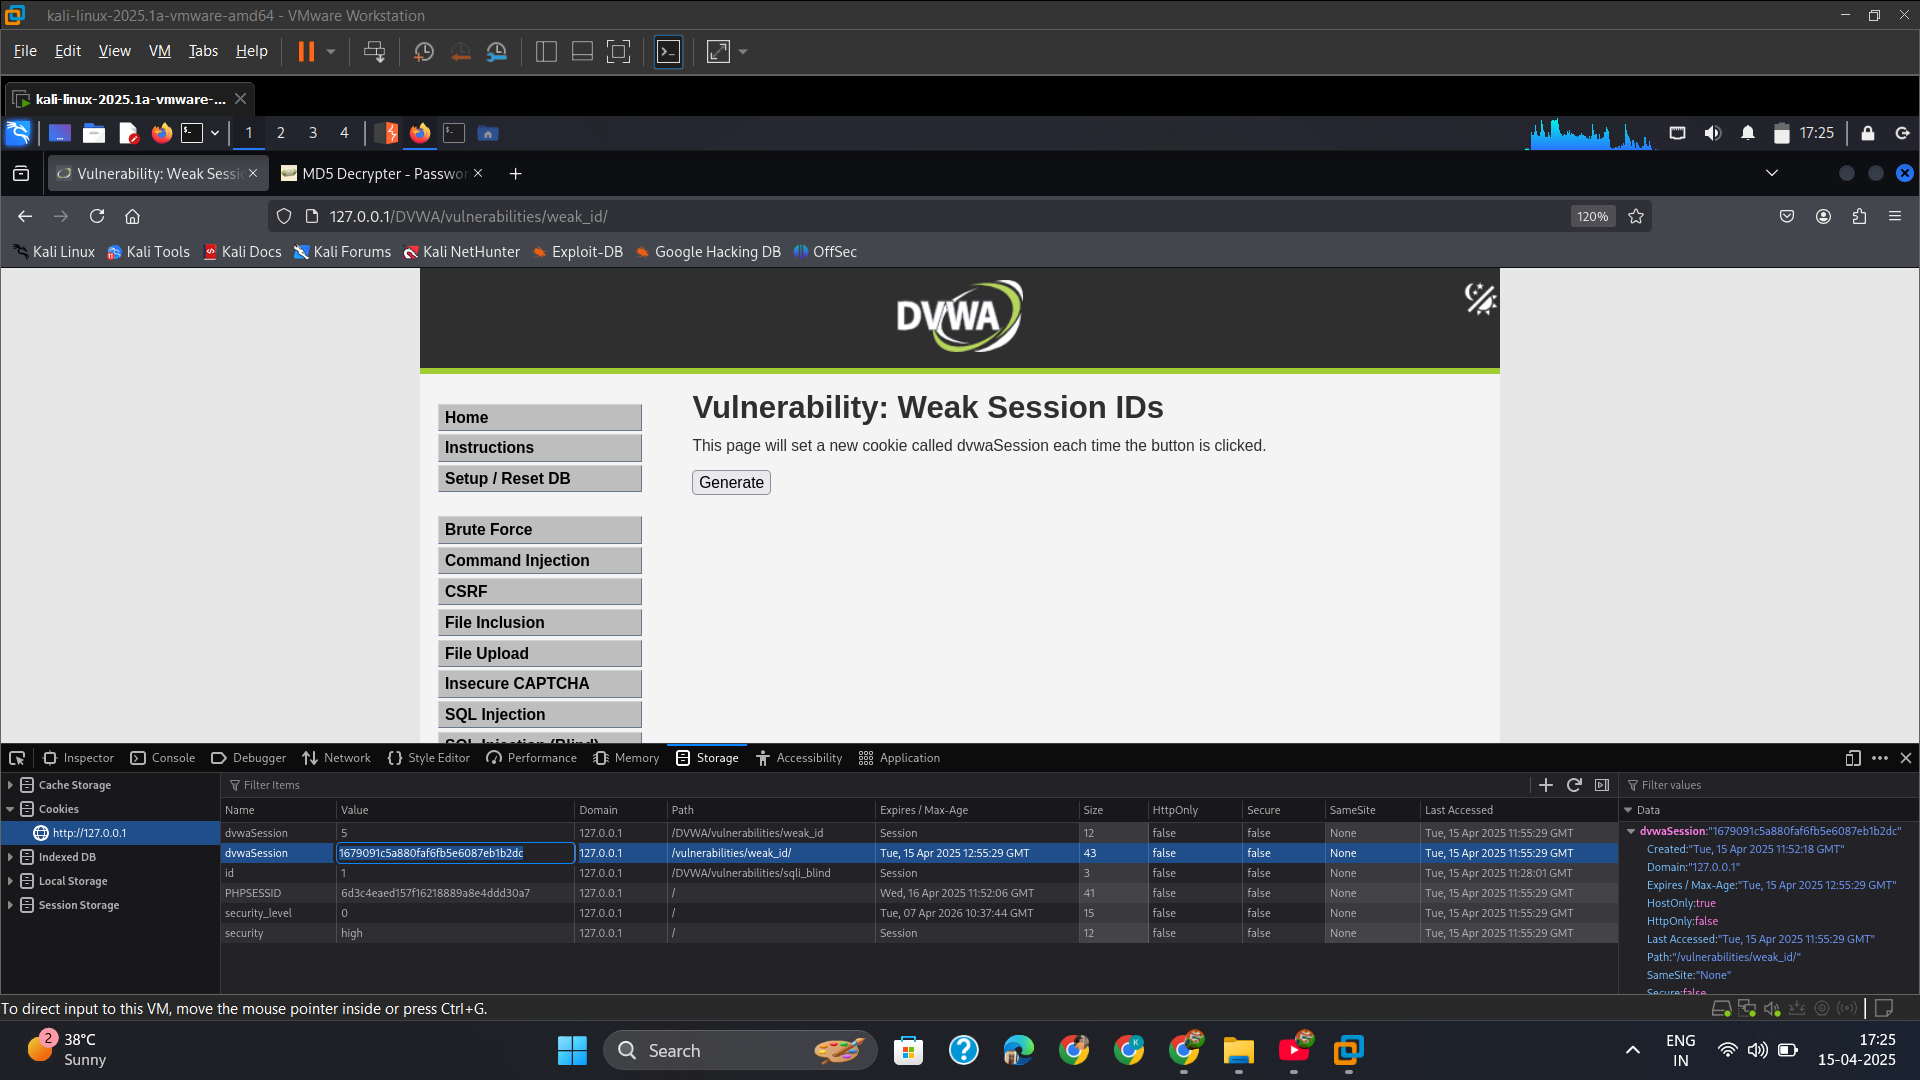 kali-linux-2025.1a-vmware-amd64 - VMware Workstation
File Edit View VM Tabs Help
kali-linux-2025.1a-vmware-...
1 2 3 4 17:25
Vulnerability: Weak Sessi MD5 Decrypter - Passwor
127.0.0.1/DVWA/vulnerabilities/weak_id/ 120%
Kali Linux Kali Tools Kali Docs Kali Forums Kali NetHunter Exploit-DB Google Hacking DB OffSec
DVWA
Vulnerability: Weak Session IDs
This page will set a new cookie called dvwaSession each time the button is clicked.
Generate
Home
Instructions
Setup / Reset DB
Brute Force
Command Injection
CSRF
File Inclusion
File Upload
Insecure CAPTCHA
SQL Injection
SQL Injection (Blind)
Inspector Console Debugger Network Style Editor Performance Memory Storage Accessibility Application
Cache Storage
Cookies
http://127.0.0.1
Indexed DB
Local Storage
Session Storage
Filter Items
Name Value Domain Path Expires / Max-Age Size HttpOnly Secure SameSite Last Accessed
dvwaSession 5 127.0.0.1 /DVWA/vulnerabilities/weak_id Session 12 false false None Tue, 15 Apr 2025 11:55:29 GMT
dvwaSession 1679091c5a880faf6fb5e6087eb1b2dc 127.0.0.1 /vulnerabilities/weak_id/ Tue, 15 Apr 2025 12:55:29 GMT 43 false false None Tue, 15 Apr 2025 11:55:29 GMT
id 1 127.0.0.1 /DVWA/vulnerabilities/sqli_blind Session 3 false false None Tue, 15 Apr 2025 11:28:01 GMT
PHPSESSID 6d3c4eaed157f16218889a8e4ddd30a7 127.0.0.1 / Wed, 16 Apr 2025 11:52:06 GMT 41 false false None Tue, 15 Apr 2025 11:55:29 GMT
security_level 0 127.0.0.1 / Tue, 07 Apr 2026 10:37:44 GMT 15 false false None Tue, 15 Apr 2025 11:55:29 GMT
security high 127.0.0.1 / Session 12 false false None Tue, 15 Apr 2025 11:55:29 GMT
Filter values
Data
dvwaSession:"1679091c5a880faf6fb5e6087eb1b2dc"
Created:"Tue, 15 Apr 2025 11:52:18 GMT"
Domain:"127.0.0.1"
Expires / Max-Age:"Tue, 15 Apr 2025 12:55:29 GMT"
HostOnly:true
HttpOnly:false
Last Accessed:"Tue, 15 Apr 2025 11:55:29 GMT"
Path:"/vulnerabilities/weak_id/"
SameSite:"None"
Secure:false
To direct input to this VM, move the mouse pointer inside or press Ctrl+G.
2
38°C
Sunny
Search
ENG
IN
17:25
15-04-2025